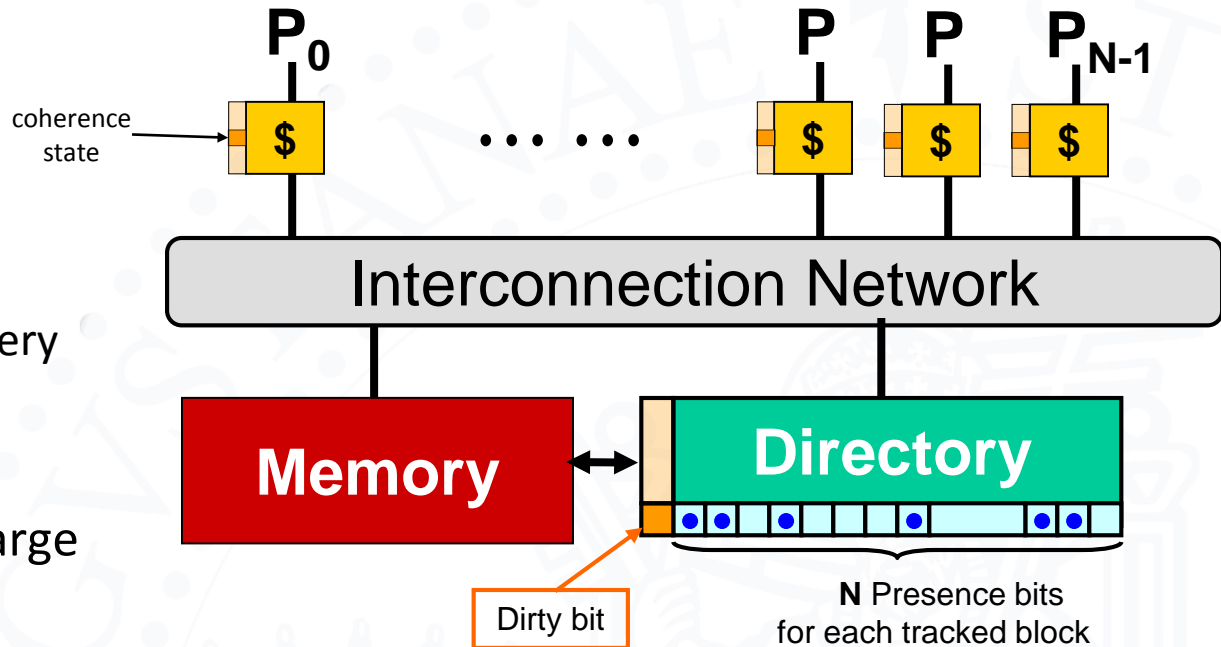 P0 P P PN-1
coherence
state
$ $ $ $
Interconnection Network
ery
Memory Directory
arge
Dirty bit
N Presence bits
for each tracked block